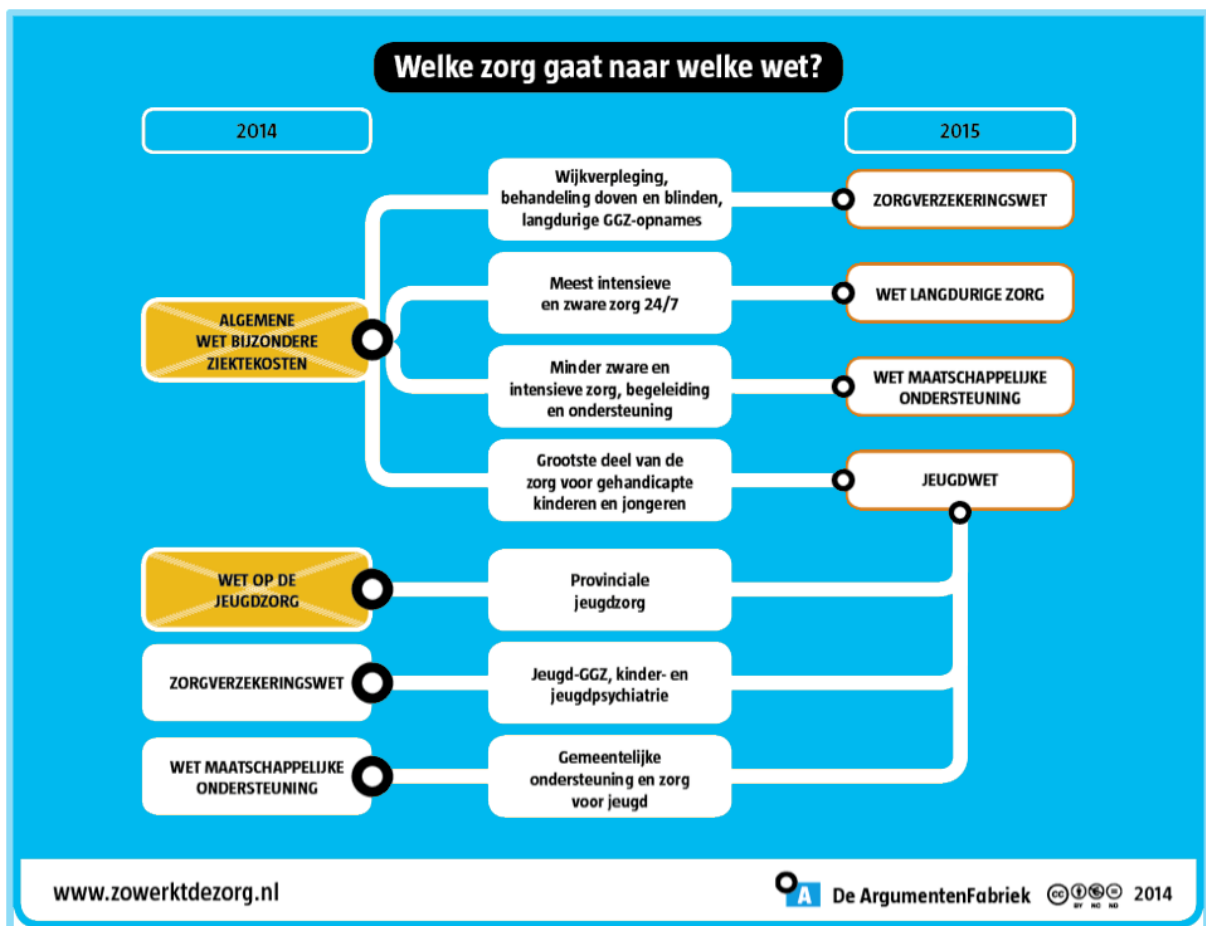 Welke zorg gaat naar welke wet?
2014
2015
Wijkverpleging,
behandeling doven en blinden,
langdurige GGZ-opnames
ZORGVERZEKERINGSWET
Meest intensieve
en zware zorg 24/7
WET LANGDURIGE ZORG
ALGEMENE
WET BIJZONDERE
ZIEKTEKOSTEN
Minder zware en
intensieve zorg, begeleiding
en ondersteuning
WET MAATSCHAPPELIJKE
ONDERSTEUNING
Grootste deel van de
zorg voor gehandicapte
kinderen en jongeren
JEUGDWET
WET OP DE
JEUGDZORG
Provinciale
jeugdzorg
ZORGVERZEKERINGSWET
Jeugd-GGZ, kinder- en
jeugdpsychiatrie
WET MAATSCHAPPELIJKE
ONDERSTEUNING
Gemeentelijke
ondersteuning en zorg
voor jeugd
www.zowerktdezorg.nl
A De ArgumentenFabriek cc BY NC ND 2014